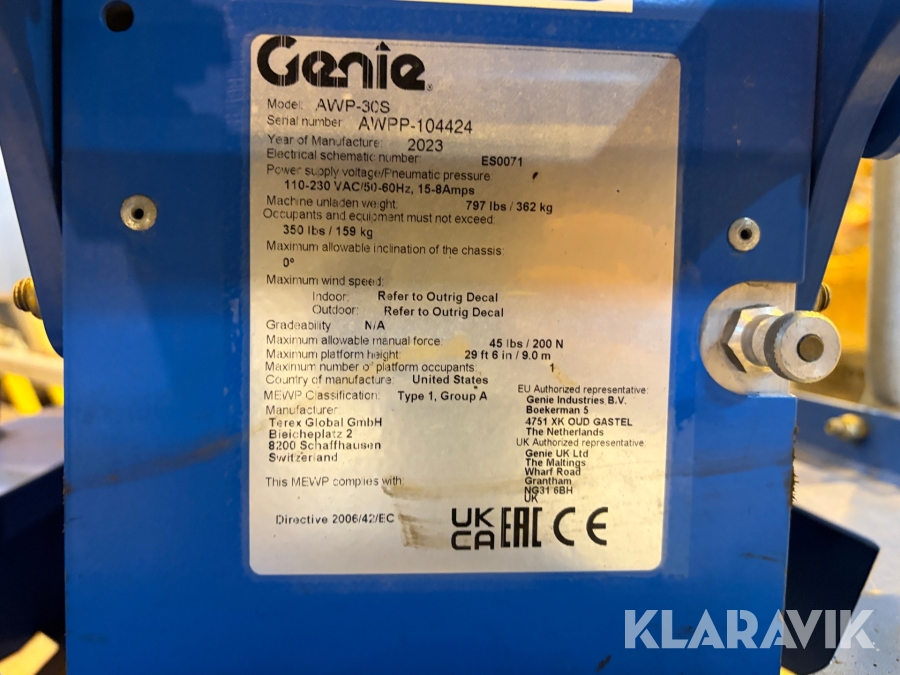 Genie
Model: AWP-30S
Serial number: AWPP-104424
Year of Manufacture: 2023
Electrical schematic number: ES0071
Power supply voltage/Pneumatic pressure:
110-230 VAC/50-60Hz, 15-8Amps
Machine unladen weight: 797 lbs / 362 kg
Occupants and equipment must not exceed:
350 lbs / 159 kg
Maximum allowable inclination of the chassis:
0°
Maximum wind speed:
Indoor: Refer to Outrig Decal
Outdoor: Refer to Outrig Decal
Gradeability N/A
Maximum allowable manual force: 45 lbs / 200 N
Maximum platform height: 29 ft 6 in / 9.0 m
Maximum number of platform occupants: 1
Country of manufacture: United States
MEWP Classification: Type 1, Group A
Manufacturer:
Terex Global GmbH
Bleicheplatz 2
8200 Schaffhausen
Switzerland
This MEWP complies with:
Directive 2006/42/EC
EU Authorized representative:
Genie Industries B.V.
Boekerman 5
4751 XK OUD GASTEL
The Netherlands
UK Authorized representative:
Genie UK Ltd
The Maltings
Wharf Road
Grantham
NG31 6BH
UK
UK CA EAC CE
KLARAVIK